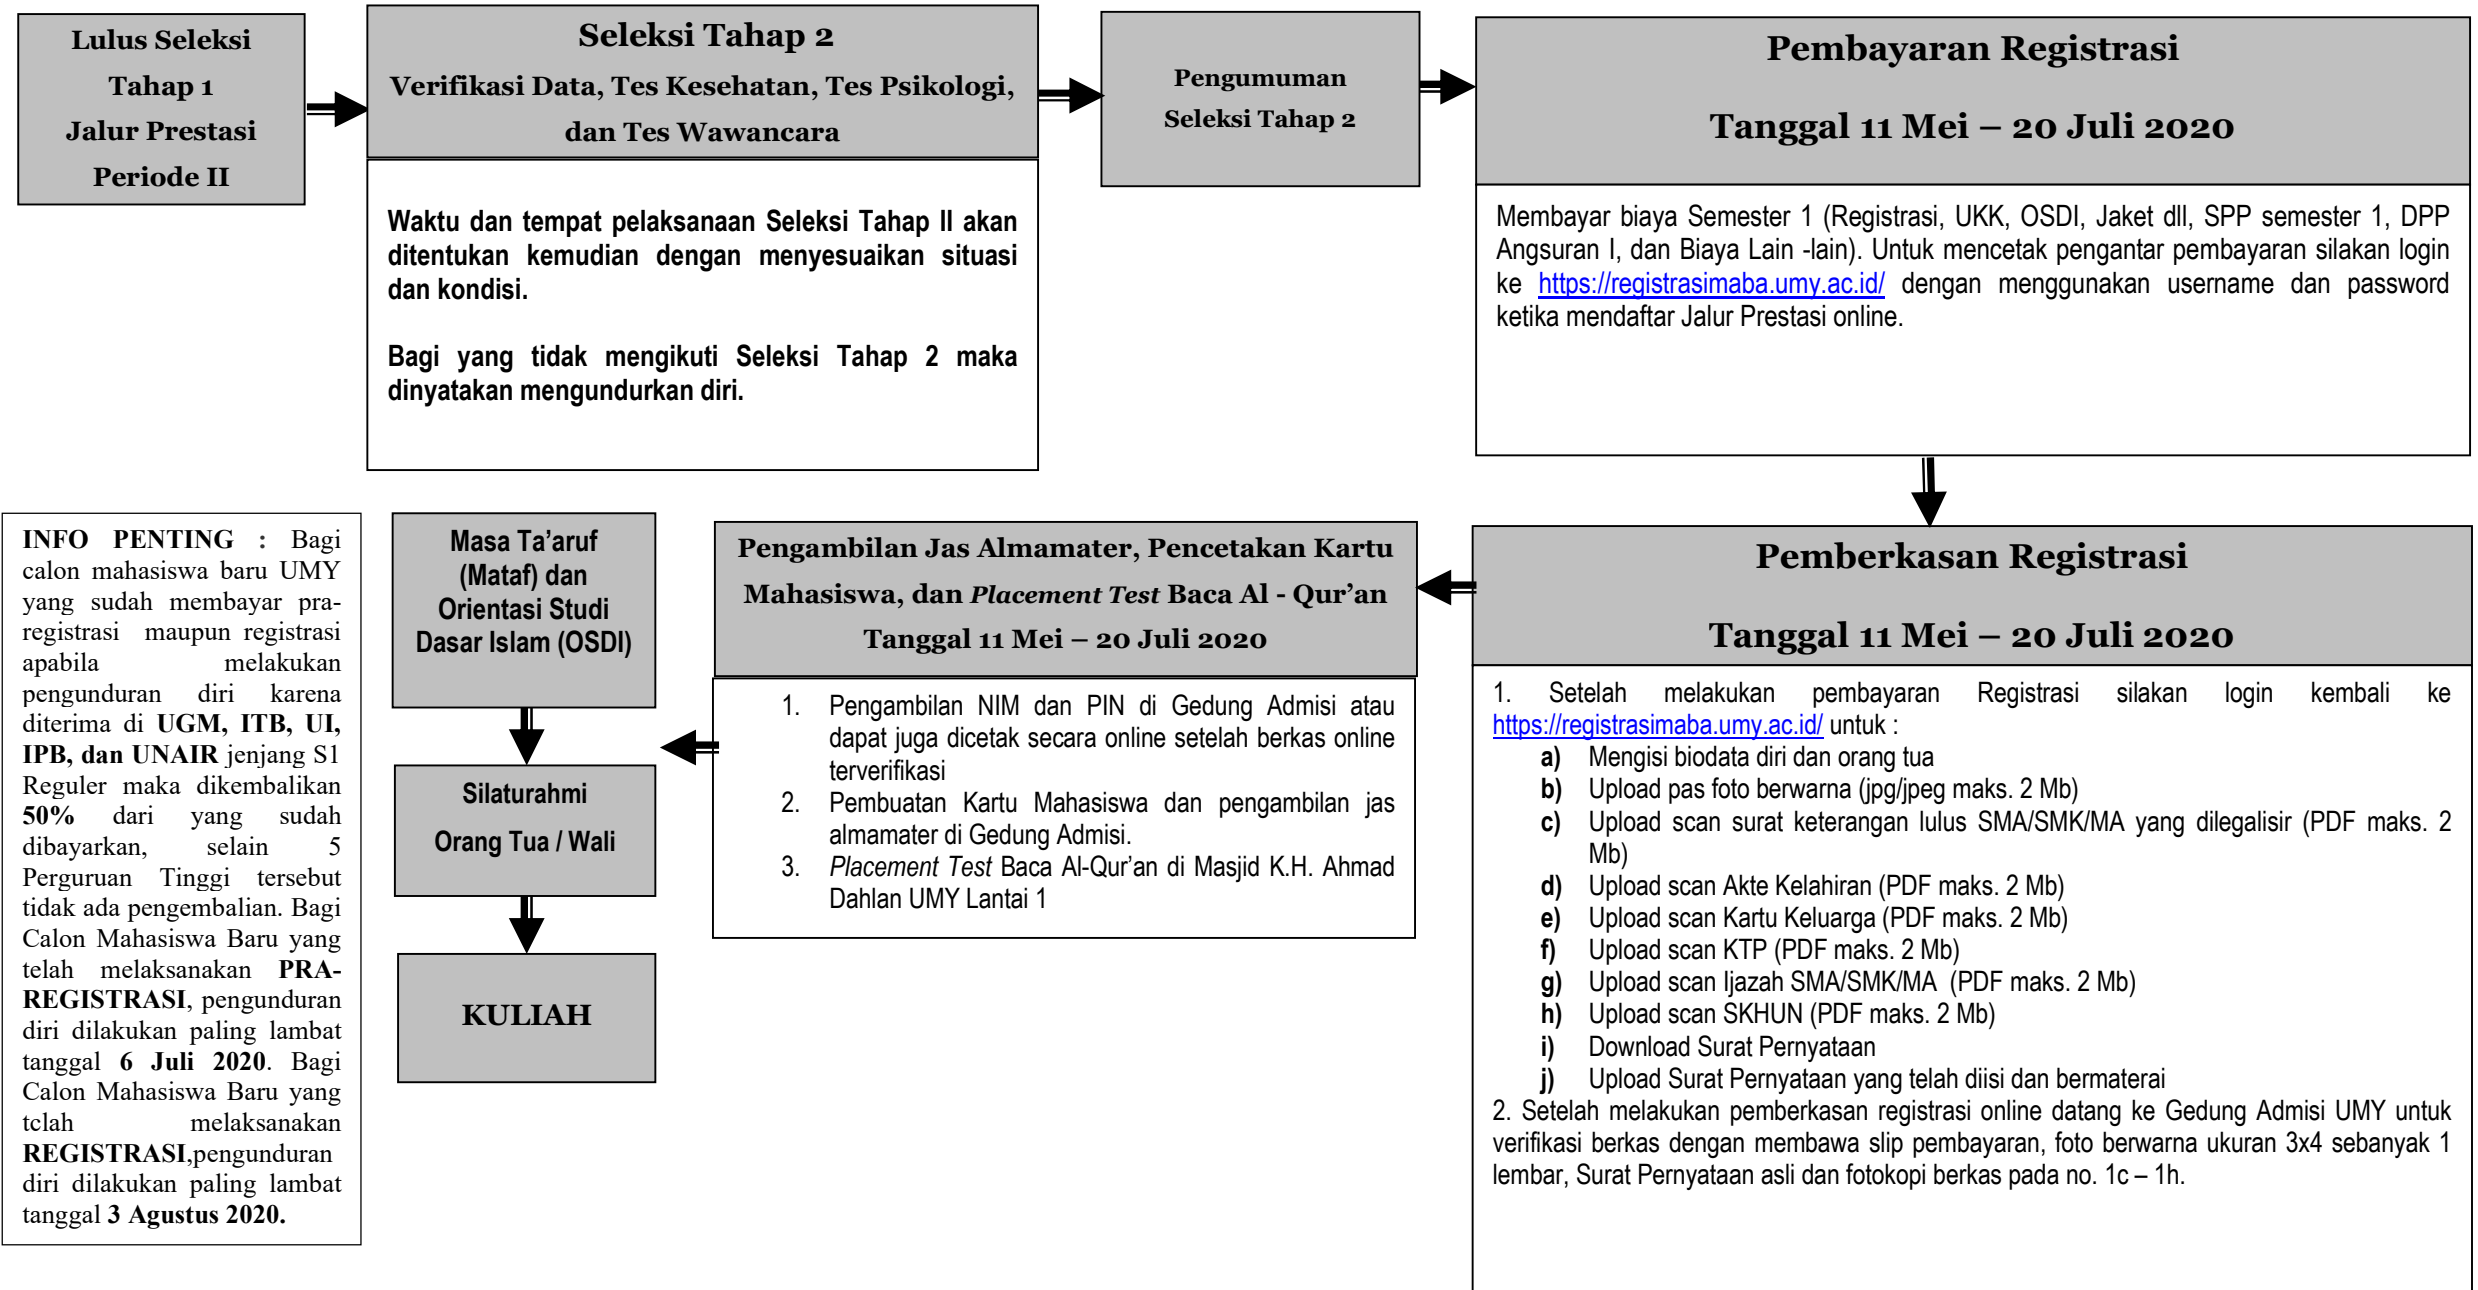 Lulus Seleksi
Tahap 1
Jalur Prestasi
Periode II
Seleksi Tahap 2
Verifikasi Data, Tes Kesehatan, Tes Psikologi,
dan Tes Wawancara
Waktu dan tempat pelaksanaan Seleksi Tahap II akan
ditentukan kemudian dengan menyesuaikan situasi
dan kondisi.
Bagi yang tidak mengikuti Seleksi Tahap 2 maka
dinyatakan mengundurkan diri.
Pengumuman
Seleksi Tahap 2
Pembayaran Registrasi
Tanggal 11 Mei – 20 Juli 2020
Membayar biaya Semester 1 (Registrasi, UKK, OSDI, Jaket dll, SPP semester 1, DPP
Angsuran I, dan Biaya Lain -lain). Untuk mencetak pengantar pembayaran silakan login
ke https://registrasimaba.umy.ac.id/ dengan menggunakan username dan password
ketika mendaftar Jalur Prestasi online.
Pemberkasan Registrasi
Tanggal 11 Mei – 20 Juli 2020
1. Setelah melakukan pembayaran Registrasi silakan login kembali ke
https://registrasimaba.umy.ac.id/ untuk :
a) Mengisi biodata diri dan orang tua
b) Upload pas foto berwarna (jpg/jpeg maks. 2 Mb)
c) Upload scan surat keterangan lulus SMA/SMK/MA yang dilegalisir (PDF maks. 2
Mb)
d) Upload scan Akte Kelahiran (PDF maks. 2 Mb)
e) Upload scan Kartu Keluarga (PDF maks. 2 Mb)
f) Upload scan KTP (PDF maks. 2 Mb)
g) Upload scan Ijazah SMA/SMK/MA (PDF maks. 2 Mb)
h) Upload scan SKHUN (PDF maks. 2 Mb)
i) Download Surat Pernyataan
j) Upload Surat Pernyataan yang telah diisi dan bermaterai
2. Setelah melakukan pemberkasan registrasi online datang ke Gedung Admisi UMY untuk
verifikasi berkas dengan membawa slip pembayaran, foto berwarna ukuran 3x4 sebanyak 1
lembar, Surat Pernyataan asli dan fotokopi berkas pada no. 1c – 1h.
Pengambilan Jas Almamater, Pencetakan Kartu
Mahasiswa, dan Placement Test Baca Al - Qur’an
Tanggal 11 Mei – 20 Juli 2020
1. Pengambilan NIM dan PIN di Gedung Admisi atau
dapat juga dicetak secara online setelah berkas online
terverifikasi
2. Pembuatan Kartu Mahasiswa dan pengambilan jas
almamater di Gedung Admisi.
3. Placement Test Baca Al-Qur’an di Masjid K.H. Ahmad
Dahlan UMY Lantai 1
Masa Ta’aruf
(Mataf) dan
Orientasi Studi
Dasar Islam (OSDI)
Silaturahmi
Orang Tua / Wali
KULIAH
INFO PENTING : Bagi
calon mahasiswa baru UMY
yang sudah membayar pra-
registrasi maupun registrasi
apabila melakukan
pengunduran diri karena
diterima di UGM, ITB, UI,
IPB, dan UNAIR jenjang S1
Reguler maka dikembalikan
50% dari yang sudah
dibayarkan, selain 5
Perguruan Tinggi tersebut
tidak ada pengembalian. Bagi
Calon Mahasiswa Baru yang
telah melaksanakan PRA-
REGISTRASI, pengunduran
diri dilakukan paling lambat
tanggal 6 Juli 2020. Bagi
Calon Mahasiswa Baru yang
telah melaksanakan
REGISTRASI,pengunduran
diri dilakukan paling lambat
tanggal 3 Agustus 2020.